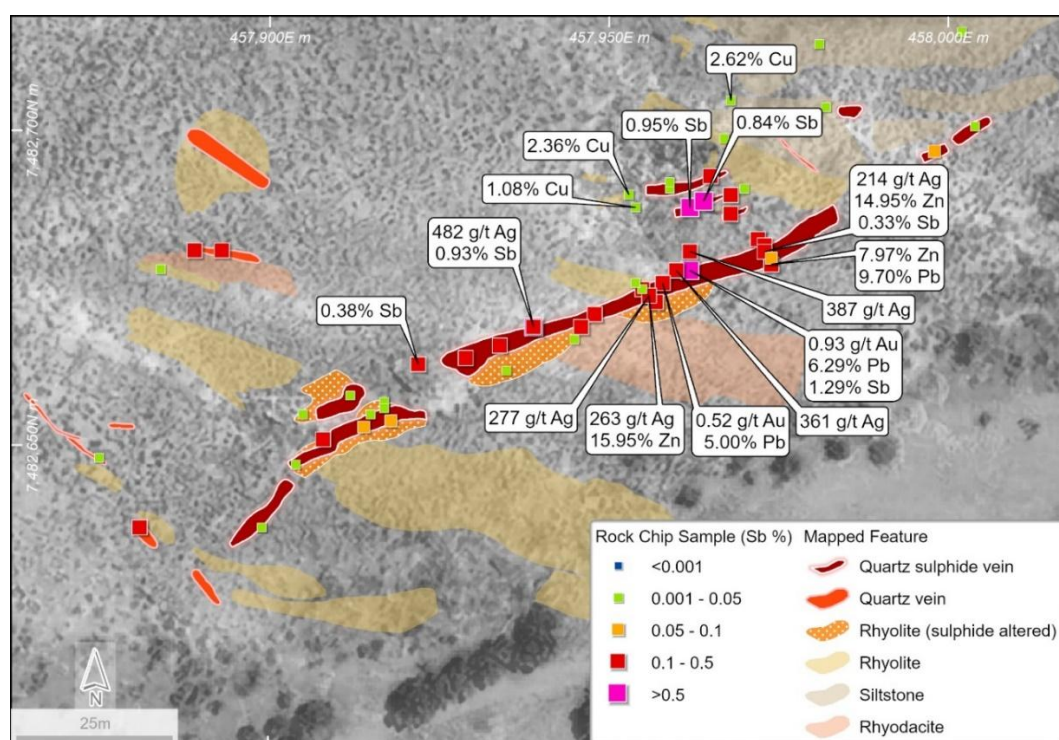 457,900E m
457,950E m
458,000E m
7,482,700N m
7,482,650N m
2.62% Cu
0.95% Sb
0.84% Sb
2.36% Cu
1.08% Cu
214 g/t Ag
14.95% Zn
0.33% Sb
482 g/t Ag
0.93% Sb
7.97% Zn
9.70% Pb
0.38% Sb
387 g/t Ag
0.93 g/t Au
6.29% Pb
1.29% Sb
277 g/t Ag
263 g/t Ag
15.95% Zn
0.52 g/t Au
5.00% Pb
361 g/t Ag
Rock Chip Sample (Sb %)
<0.001
0.001 - 0.05
0.05 - 0.1
0.1 - 0.5
>0.5
Mapped Feature
Quartz sulphide vein
Quartz vein
Rhyolite (sulphide altered)
Rhyolite
Siltstone
Rhyodacite
N
25m